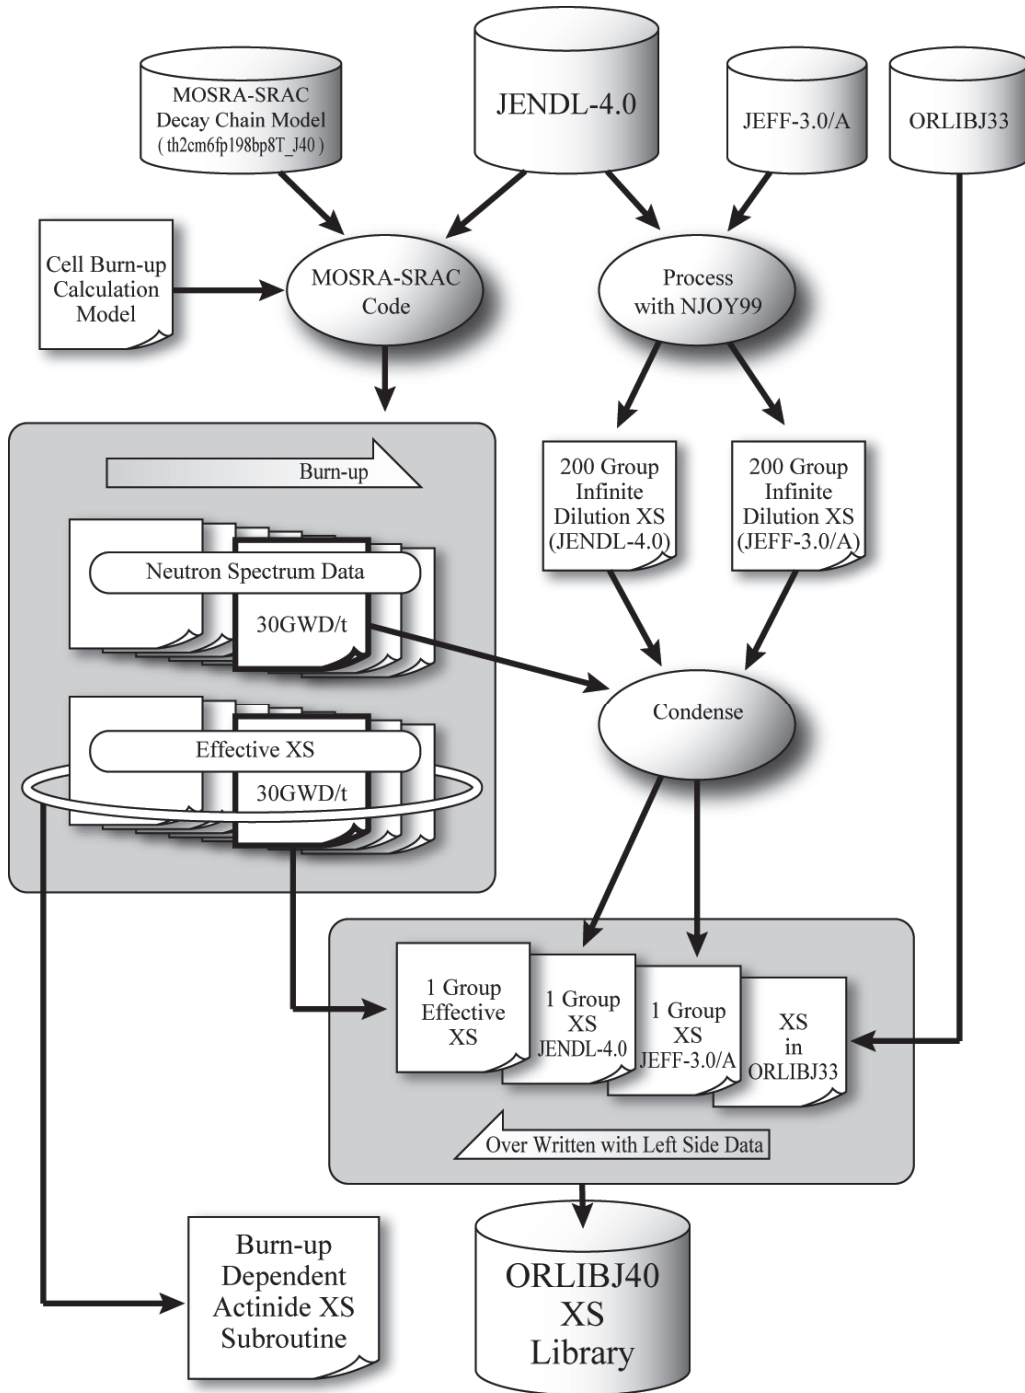 MOSRA-SRAC
Decay Chain Model
( th2cm6fp198bp8T_J40 )
JENDL-4.0
JEFF-3.0/A
ORLIBJ33
Cell Burn-up
Calculation
Model
MOSRA-SRAC
Code
Process
with NJOY99
Burn-up
200 Group
Infinite
Dilution XS
(JENDL-4.0)
200 Group
Infinite
Dilution XS
(JEFF-3.0/A)
Neutron Spectrum Data
30GWD/t
Effective XS
30GWD/t
Condense
1 Group
Effective
XS
1 Group
XS
JENDL-4.0
1 Group
XS
JEFF-3.0/A
XS
in
ORLIBJ33
Over Written with Left Side Data
Burn-up
Dependent
Actinide XS
Subroutine
ORLIBJ40
XS
Library